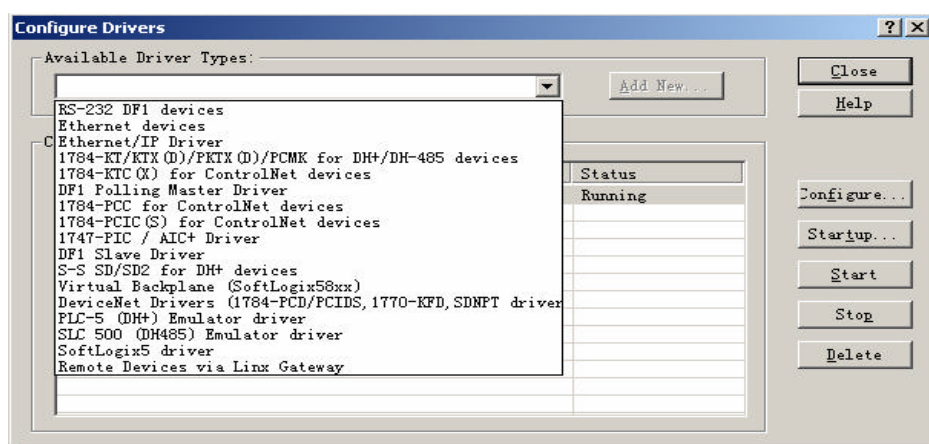 Configure Drivers
Available Driver Types:
Add New...
Close
Help
RS-232 DF1 devices
Ethernet devices
Ethernet/IP Driver
1784-KT/KTX(D)/PKTX(D)/PCMK for DH+/DH-485 devices
1784-KTC(X) for ControlNet devices
DF1 Polling Master Driver
1784-PCC for ControlNet devices
1784-PCIC(S) for ControlNet devices
1747-PIC / AIC+ Driver
DF1 Slave Driver
S-S SD/SD2 for DH+ devices
Virtual Backplane (SoftLogix58xx)
DeviceNet Drivers (1784-PCD/PCIDS,1770-KFD,SDNPT driver
PLC-5 (DH+) Emulator driver
SLC 500 (DH485) Emulator driver
SoftLogix5 driver
Remote Devices via Linx Gateway
C
Status
Running
Configure...
Startup...
Start
Stop
Delete